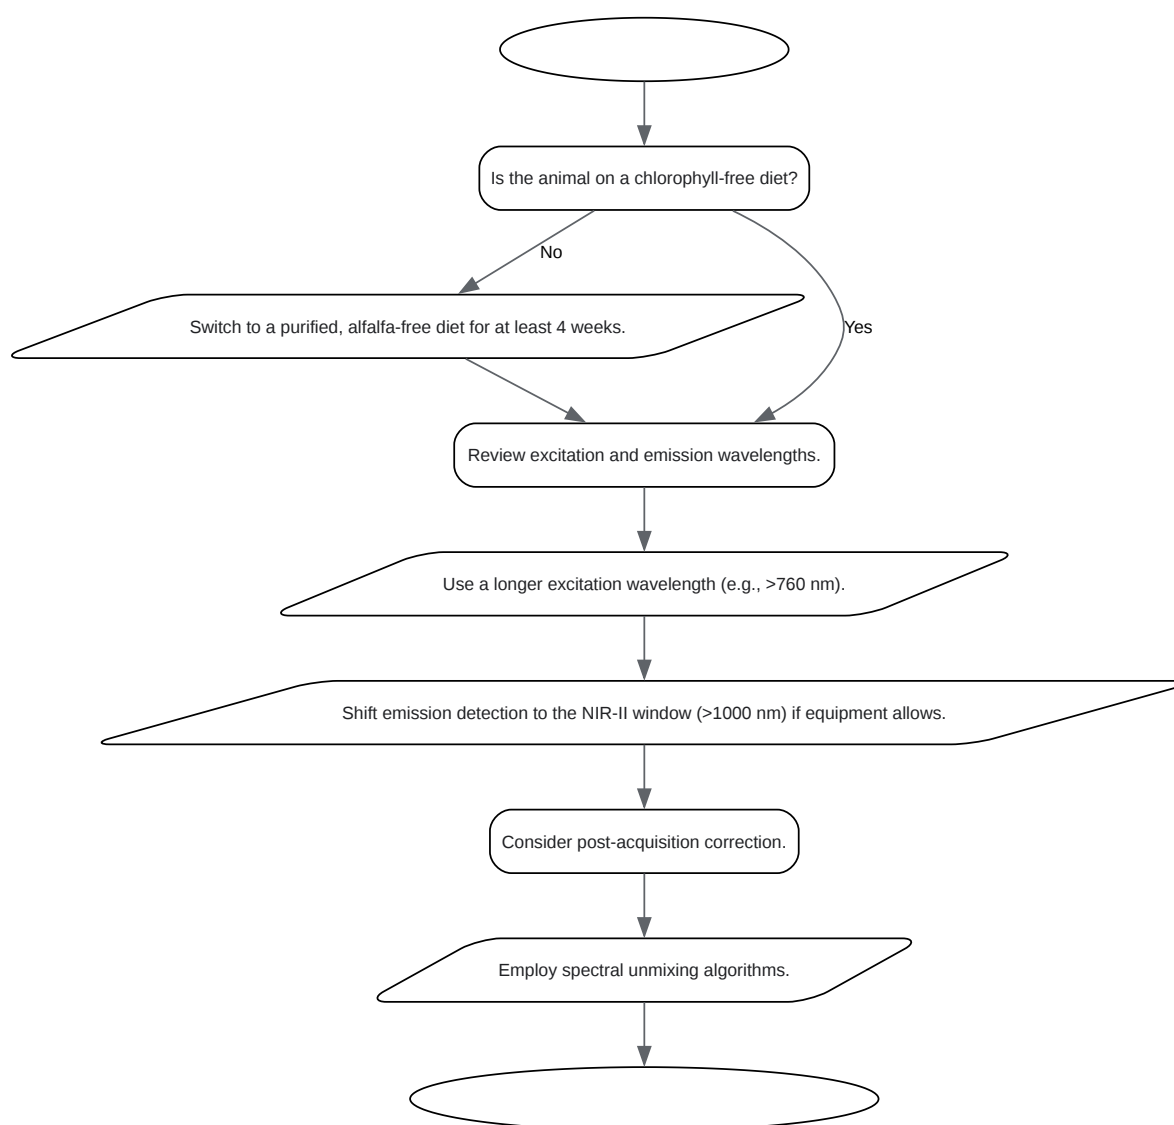 Is the animal on a chlorophyll-free diet?
No
Switch to a purified, alfalfa-free diet for at least 4 weeks.
Yes
Review excitation and emission wavelengths.
Use a longer excitation wavelength (e.g., >760 nm).
Shift emission detection to the NIR-II window (>1000 nm) if equipment allows.
Consider post-acquisition correction.
Employ spectral unmixing algorithms.